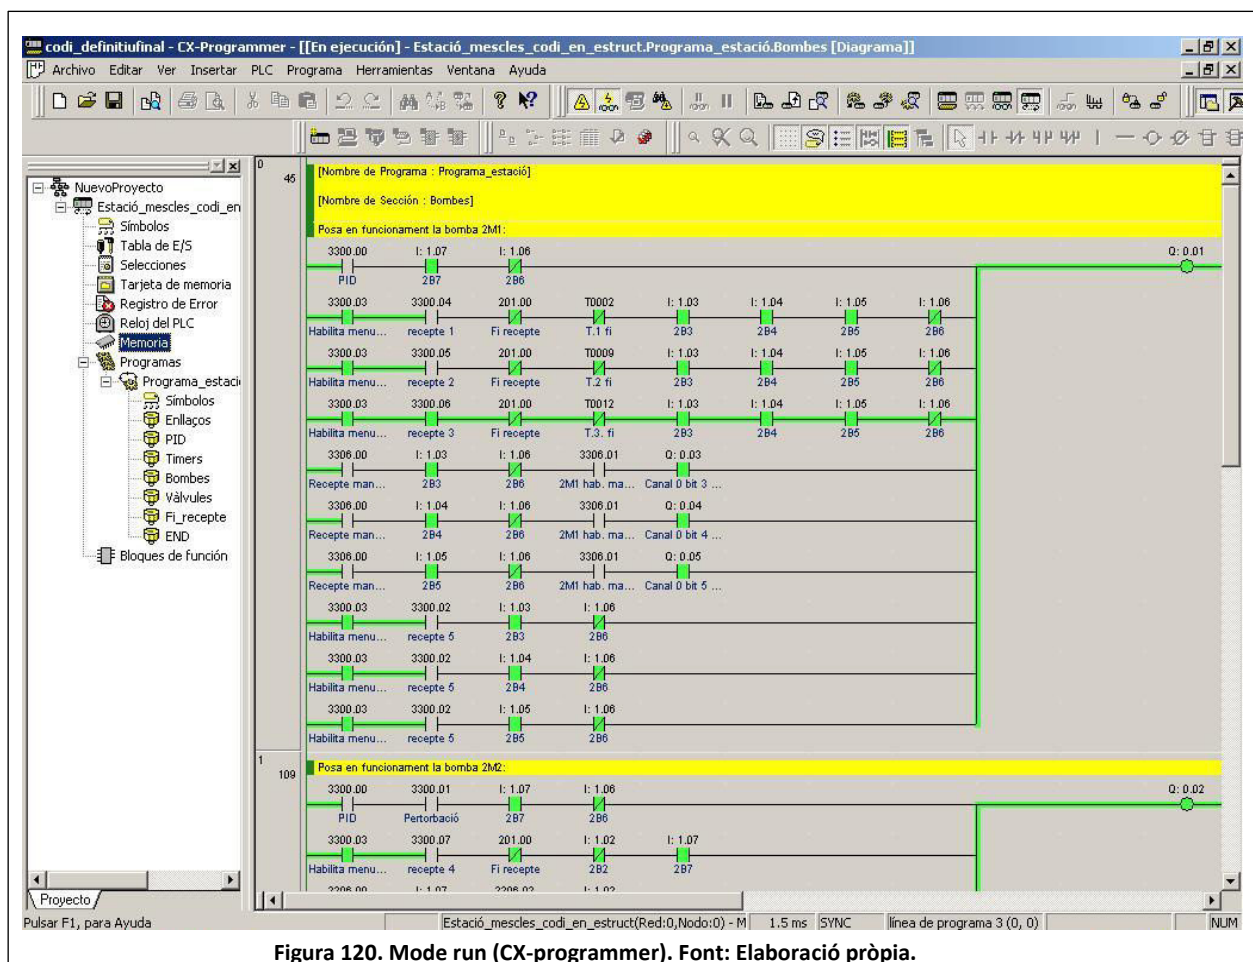 codi_definitiufinal - CX-Programmer - [[En ejecución] - Estació_mescles_codi_en_estruct.Programa_estació.Bombes [Diagrama]]
Archivo Editar Ver Insertar PLC Programa Herramientas Ventana Ayuda
NuevoProyecto
Estació_mescles_codi_en
Símbolos
Tabla de E/S
Selecciones
Tarjeta de memoria
Registro de Error
Reloj del PLC
Memoria
Programas
Programa_estaci
Símbolos
Enllaços
PID
Timers
Bombes
Vàlvules
Fi_recepte
END
Bloques de función
Proyecto
0
45
[Nombre de Programa : Programa_estació]
[Nombre de Sección : Bombes]
Posa en funcionament la bomba 2M1:
3300.00 I: 1.07 I: 1.06 Q: 0.01
PID 2B7 2B6
3300.03 3300.04 201.00 T0002 I: 1.03 I: 1.04 I: 1.05 I: 1.06
Habilita menu... recepte 1 Fi recepte T.1 fi 2B3 2B4 2B5 2B6
3300.03 3300.05 201.00 T0009 I: 1.03 I: 1.04 I: 1.05 I: 1.06
Habilita menu... recepte 2 Fi recepte T.2 fi 2B3 2B4 2B5 2B6
3300.03 3300.06 201.00 T0012 I: 1.03 I: 1.04 I: 1.05 I: 1.06
Habilita menu... recepte 3 Fi recepte T.3. fi 2B3 2B4 2B5 2B6
3306.00 I: 1.03 I: 1.06 3306.01 Q: 0.03
Recepte man... 2B3 2B6 2M1 hab. ma... Canal 0 bit 3 ...
3306.00 I: 1.04 I: 1.06 3306.01 Q: 0.04
Recepte man... 2B4 2B6 2M1 hab. ma... Canal 0 bit 4 ...
3306.00 I: 1.05 I: 1.06 3306.01 Q: 0.05
Recepte man... 2B5 2B6 2M1 hab. ma... Canal 0 bit 5 ...
3300.03 3300.02 I: 1.03 I: 1.06
Habilita menu... recepte 5 2B3 2B6
3300.03 3300.02 I: 1.04 I: 1.06
Habilita menu... recepte 5 2B4 2B6
3300.03 3300.02 I: 1.05 I: 1.06
Habilita menu... recepte 5 2B5 2B6
1
109
Posa en funcionament la bomba 2M2:
3300.00 3300.01 I: 1.07 I: 1.06 Q: 0.02
PID Pertorbació 2B7 2B6
3300.03 3300.07 201.00 I: 1.02 I: 1.07
Habilita menu... recepte 4 Fi recepte 2B2 2B7
Pulsar F1, para Ayuda
Estació_mescles_codi_en_estruct(Red:0,Nodo:0) - M 1.5 ms SYNC línea de programa 3 (0, 0) NUM
Figura 120. Mode run (CX-programmer). Font: Elaboració pròpia.